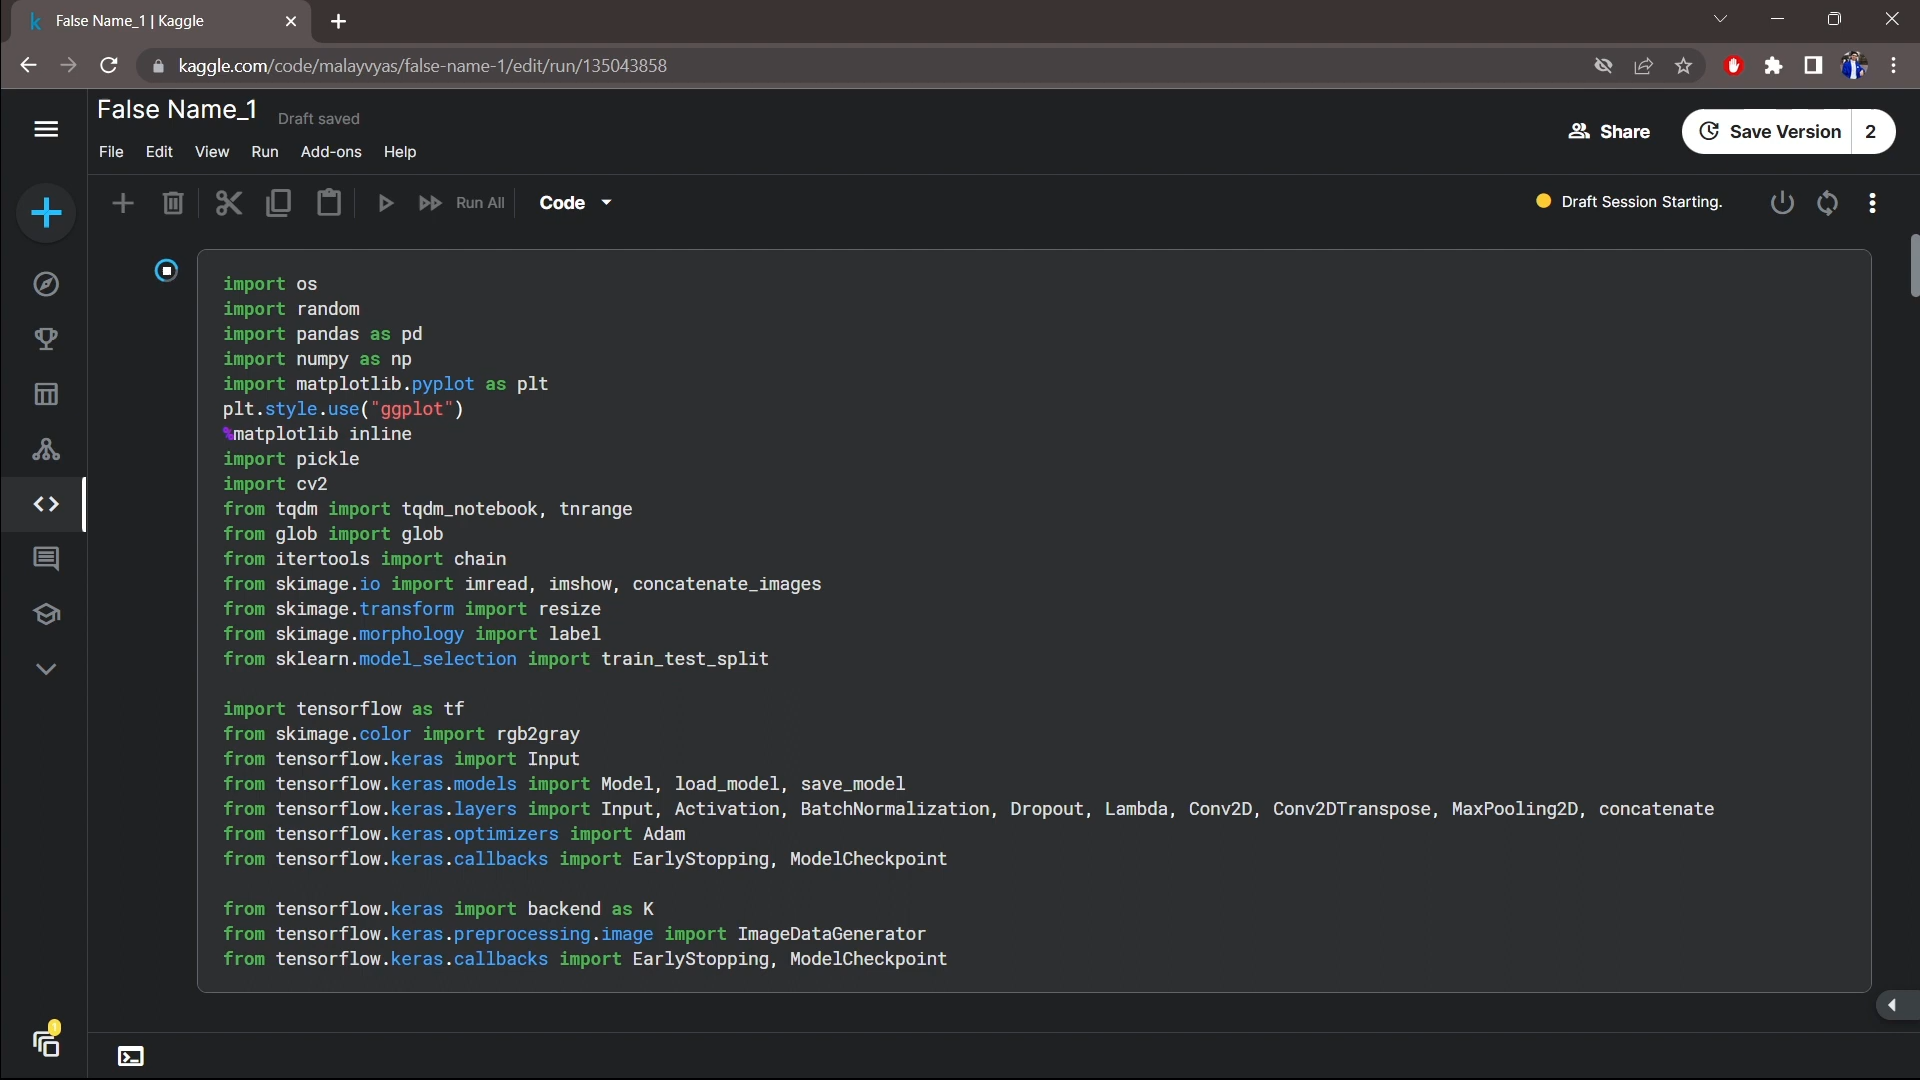 False Name_1 | Kaggle
kaggle.com/code/malayvyas/false-name-1/edit/run/135043858
False Name_1 Draft saved
Share
Save Version 2
File Edit View Run Add-ons Help
Run All Code Draft Session Starting.
import os
import random
import pandas as pd
import numpy as np
import matplotlib.pyplot as plt
plt.style.use("ggplot")
%matplotlib inline
import pickle
import cv2
from tqdm import tqdm_notebook, tnrange
from glob import glob
from itertools import chain
from skimage.io import imread, imshow, concatenate_images
from skimage.transform import resize
from skimage.morphology import label
from sklearn.model_selection import train_test_split
import tensorflow as tf
from skimage.color import rgb2gray
from tensorflow.keras import Input
from tensorflow.keras.models import Model, load_model, save_model
from tensorflow.keras.layers import Input, Activation, BatchNormalization, Dropout, Lambda, Conv2D, Conv2DTranspose, MaxPooling2D, concatenate
from tensorflow.keras.optimizers import Adam
from tensorflow.keras.callbacks import EarlyStopping, ModelCheckpoint
from tensorflow.keras import backend as K
from tensorflow.keras.preprocessing.image import ImageDataGenerator
from tensorflow.keras.callbacks import EarlyStopping, ModelCheckpoint
1